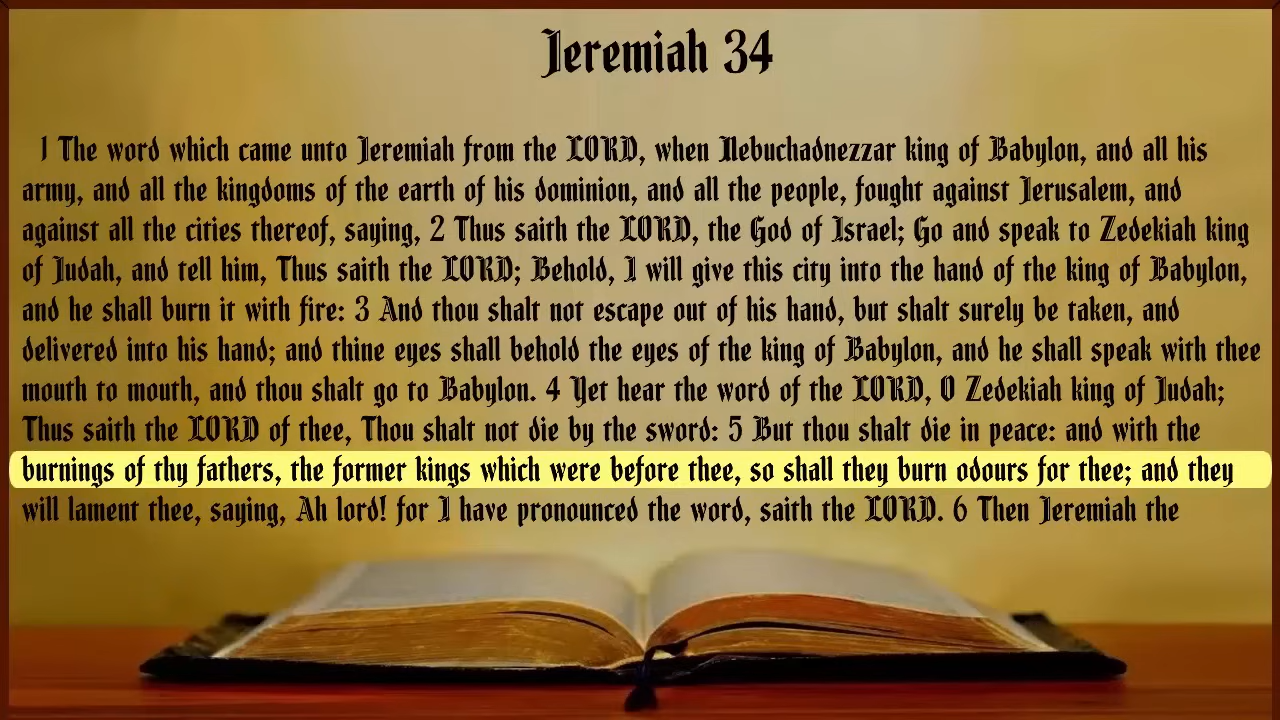 Jeremiah 34
1 The word which came unto Jeremiah from the LORD, when Nebuchadnezzar king of Babylon, and all his
army, and all the kingdoms of the earth of his dominion, and all the people, fought against Jerusalem, and
against all the cities thereof, saying, 2 Thus saith the LORD, the God of Israel; Go and speak to Zedekiah king
of Judah, and tell him, Thus saith the LORD; Behold, I will give this city into the hand of the king of Babylon,
and he shall burn it with fire: 3 And thou shalt not escape out of his hand, but shalt surely be taken, and
delivered into his hand; and thine eyes shall behold the eyes of the king of Babylon, and he shall speak with thee
mouth to mouth, and thou shalt go to Babylon. 4 Yet hear the word of the LORD, O Zedekiah king of Judah;
Thus saith the LORD of thee, Thou shalt not die by the sword: 5 But thou shalt die in peace: and with the
burnings of thy fathers, the former kings which were before thee, so shall they burn odours for thee; and they
will lament thee, saying, Ah lord! for I have pronounced the word, saith the LORD. 6 Then Jeremiah the